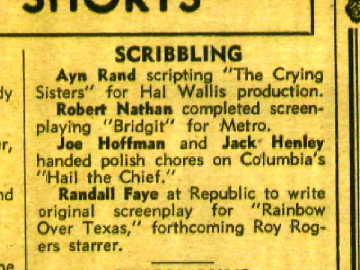 SHORTS
SCRIBBLING
Ayn Rand scripting "The Crying
Sisters" for Hal Wallis production.
Robert Nathan completed screen-
playing "Bridgit" for Metro.
Joe Hoffman and Jack Henley
handed polish chores on Columbia's
"Hail the Chief."
Randall Faye at Republic to write
original screenplay for "Rainbow
Over Texas," forthcoming Roy Rog-
ers starrer.